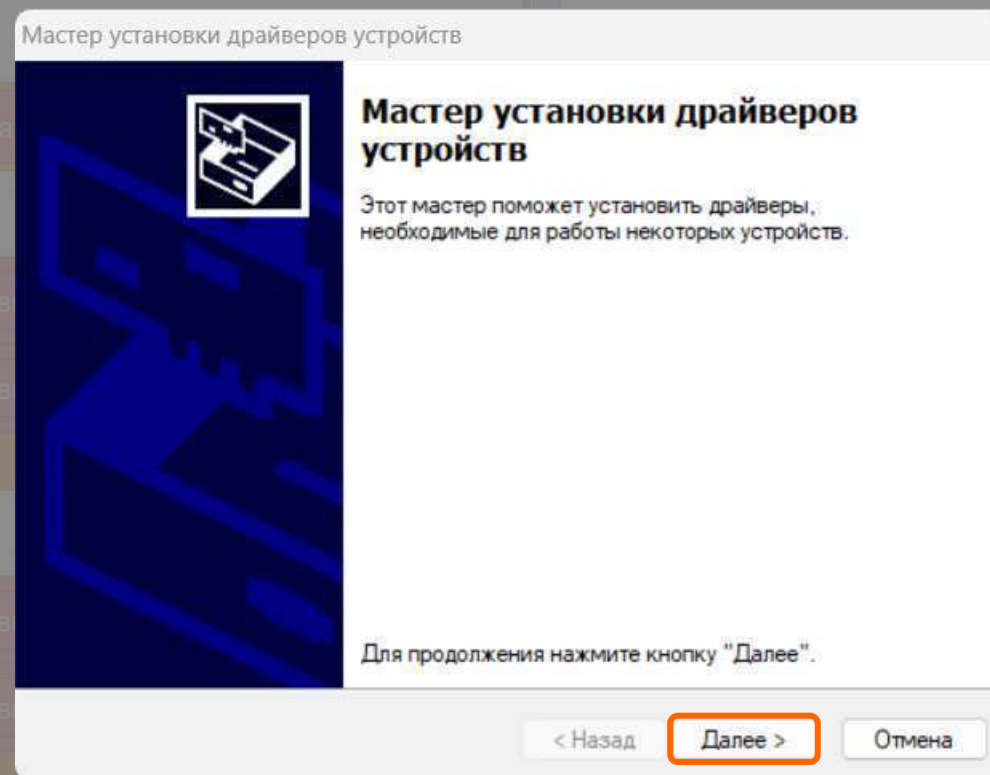 Мастер установки драйверов устройств
Мастер установки драйверов
устройств
Этот мастер поможет установить драйверы,
необходимые для работы некоторых устройств.
Для продолжения нажмите кнопку "Далее".
< Назад Далее > Отмена